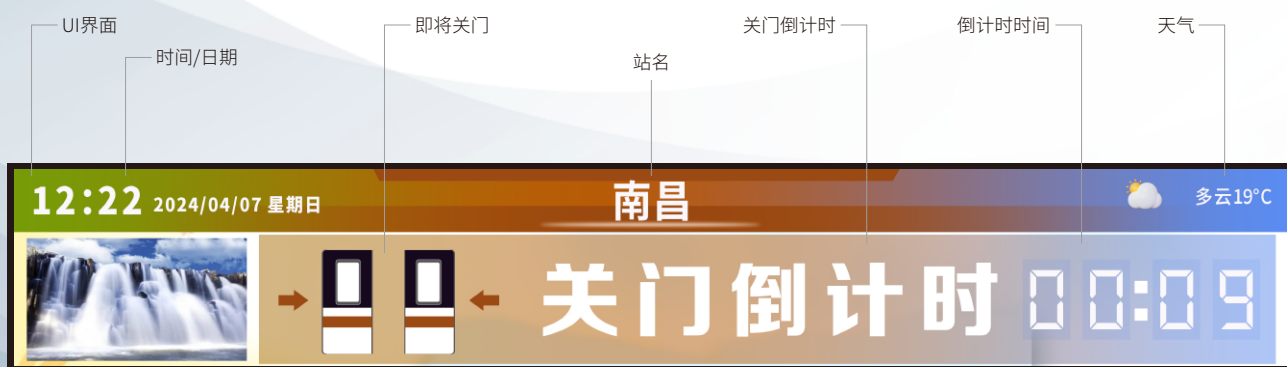 UI界面
即将关门
关门倒计时
倒计时时间
天气
时间/日期
站名
12:22 2024/04/07 星期日
南昌
多云19°C
关门倒计时 00:09